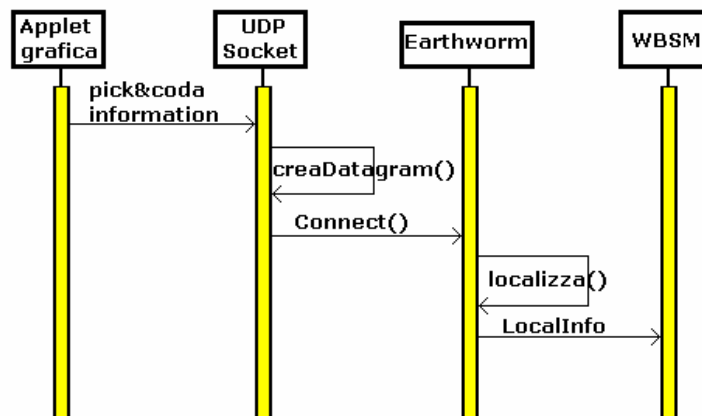 Applet
grafica
UDP
Socket
Earthworm
WBSM
pick&coda
information
creaDatagram()
Connect()
localizza()
LocalInfo